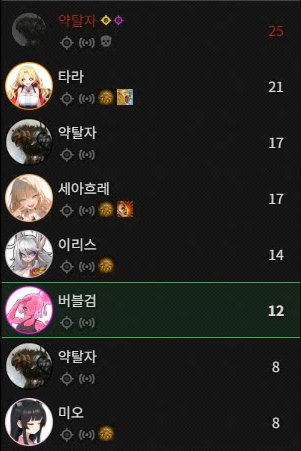 약탈자 25
타라 21
약탈자 17
세아흐레 17
이리스 14
버블검 12
약탈자 8
미오 8